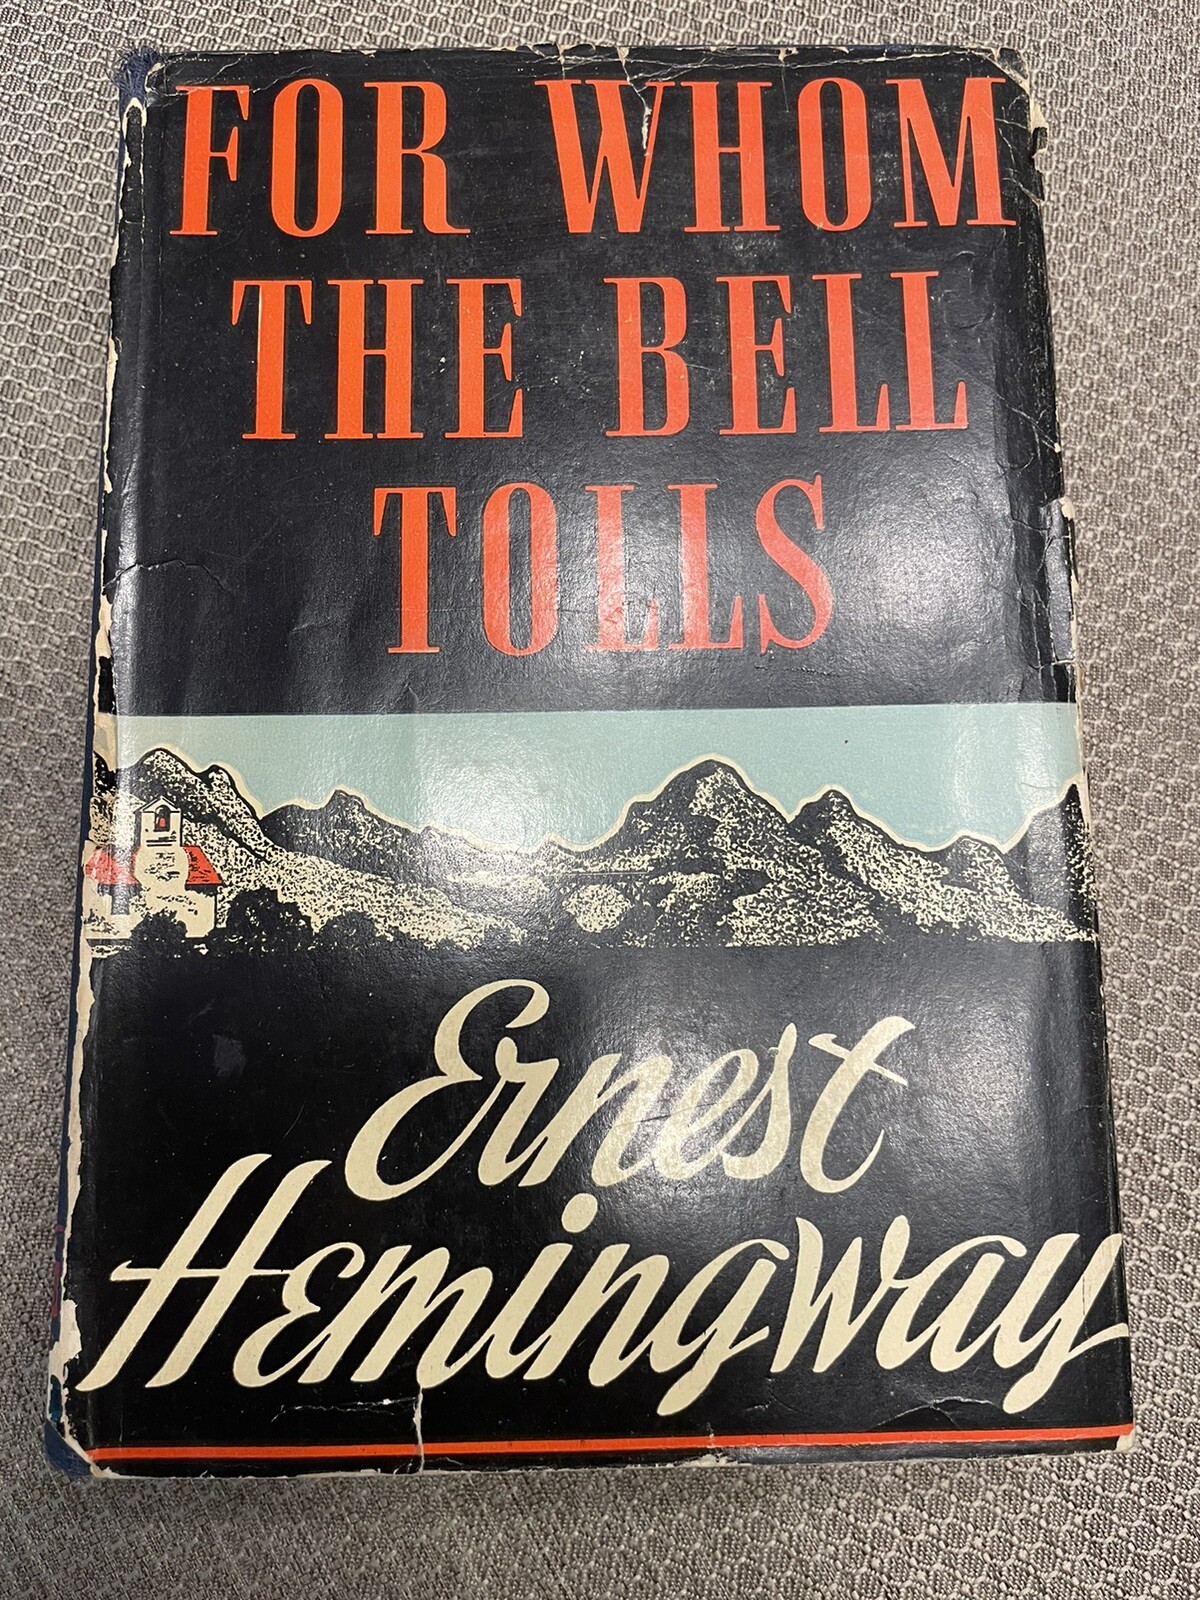 FOR WHOM
THE BELL
TOLLS
Ernest
Hemingway